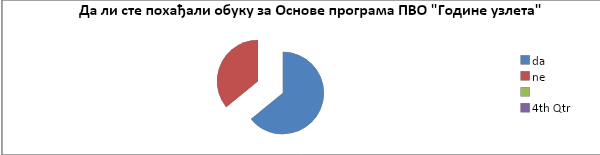 Да ли сте похађали обуку за Основе програма ПВО "Године узлета"
da
ne
4th Qtr